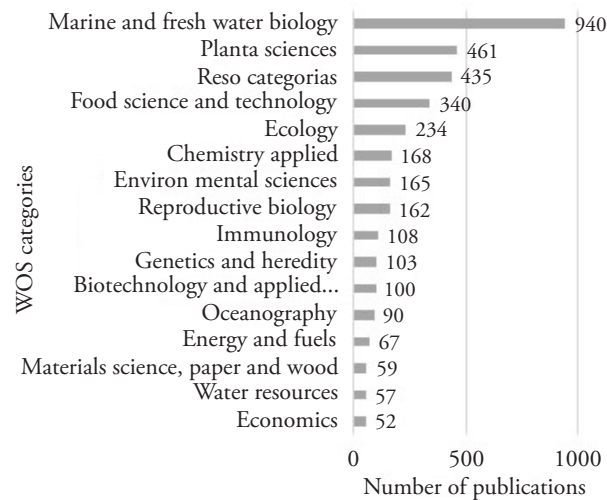 Marine and fresh water biology 940
Planta sciences 461
Reso categorias 435
Food science and technology 340
Ecology 234
Chemistry applied 168
Environ mental sciences 165
Reproductive biology 162
Immunology 108
Genetics and heredity 103
Biotechnology and applied... 100
Oceanography 90
Energy and fuels 67
Materials science, paper and wood 59
Water resources 57
Economics 52
WOS categories
0 500 1000
Number of publications